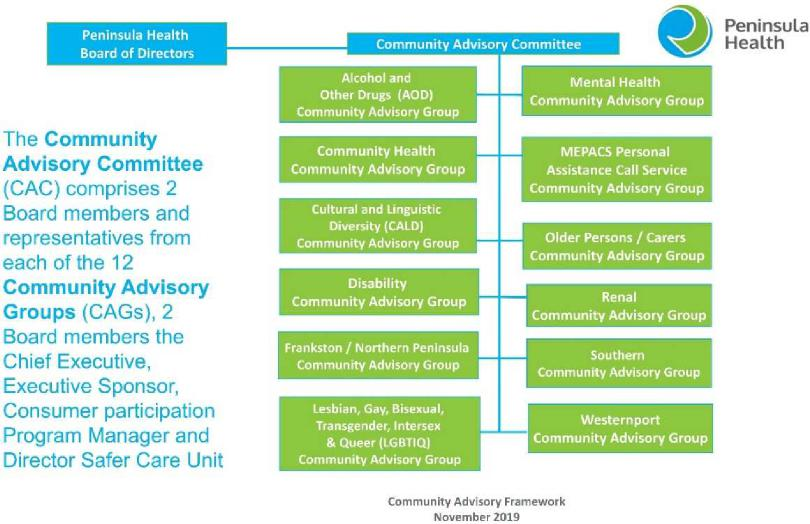 Peninsula Health
Board of Directors
Community Advisory Committee
Peninsula
Health
The Community
Advisory Committee
(CAC) comprises 2
Board members and
representatives from
each of the 12
Community Advisory
Groups (CAGs), 2
Board members the
Chief Executive,
Executive Sponsor,
Consumer participation
Program Manager and
Director Safer Care Unit
Alcohol and
Other Drugs (AOD)
Community Advisory Group
Community Health
Community Advisory Group
Cultural and Linguistic
Diversity (CALD)
Community Advisory Group
Disability
Community Advisory Group
Frankston / Northern Peninsula
Community Advisory Group
Lesbian, Gay, Bisexual,
Transgender, Intersex
& Queer (LGBTIQ)
Community Advisory Group
Mental Health
Community Advisory Group
MEPACS Personal
Assistance Call Service
Community Advisory Group
Older Persons / Carers
Community Advisory Group
Renal
Community Advisory Group
Southern
Community Advisory Group
Westernport
Community Advisory Group
Community Advisory Framework
November 2019